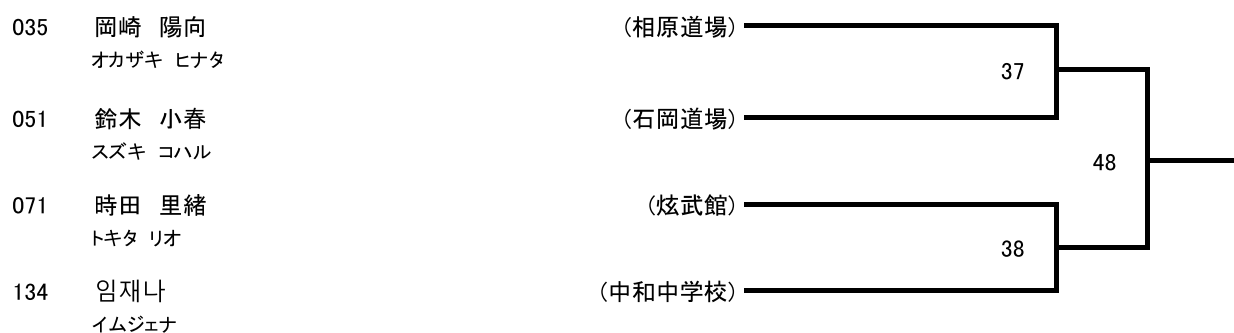 035 岡崎 陽向 (相原道場)
オカザキ ヒナタ
37
051 鈴木 小春 (石岡道場)
スズキ コハル
48
071 時田 里緒 (炫武館)
トキタ リオ
38
134 임재나 (中和中学校)
イムジェナ